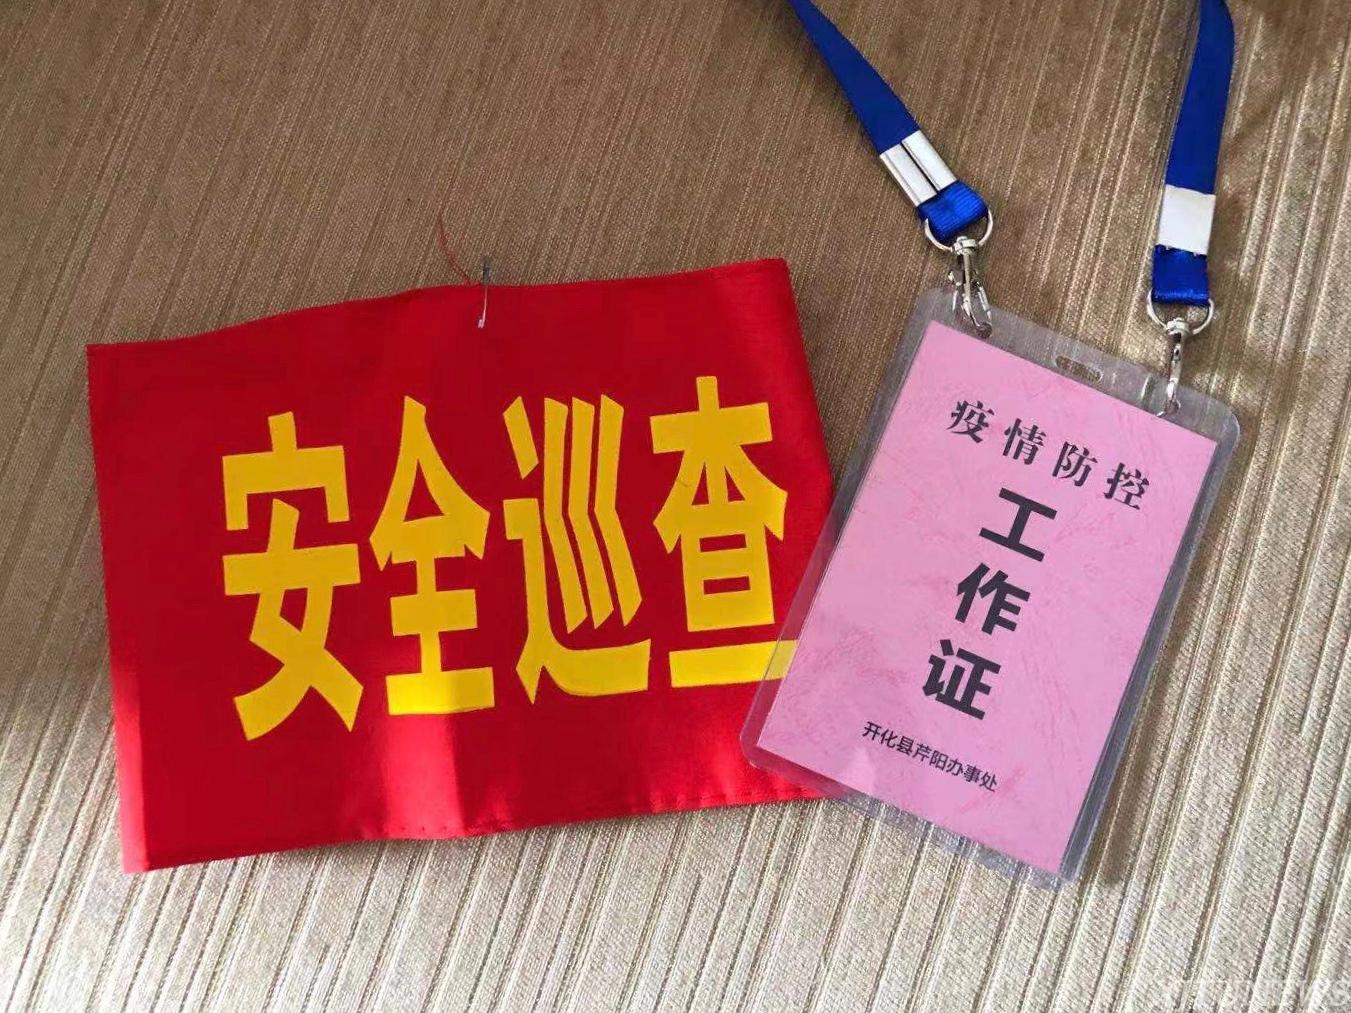 安全巡查
疫情防控
工
作
证
开化县芹阳办事处